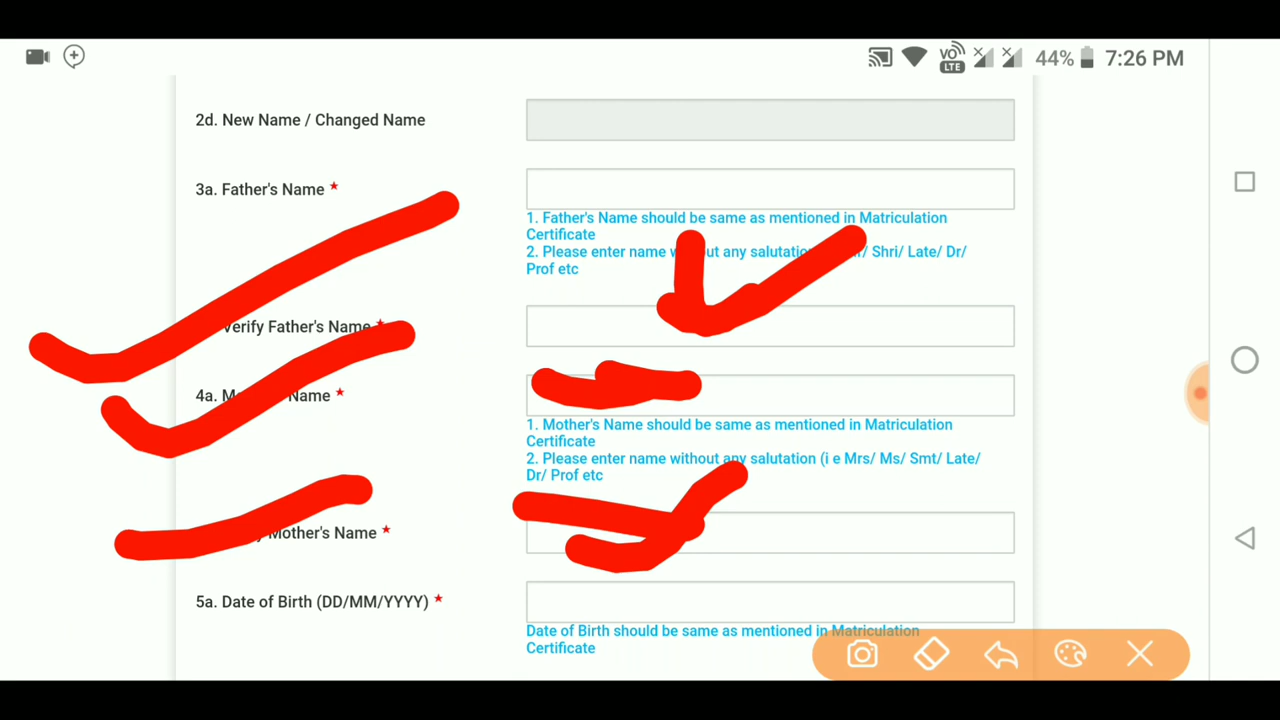 VO
LTE
44%
7:26 PM
2d. New Name / Changed Name
3a. Father's Name *
1. Father's Name should be same as mentioned in Matriculation
Certificate
2. Please enter name without any salutation / Shri/ Late/ Dr/
Prof etc
Verify Father's Name *
4a. Name *
1. Mother's Name should be same as mentioned in Matriculation
Certificate
2. Please enter name without any salutation (i e Mrs/ Ms/ Smt/ Late/
Dr/ Prof etc
Mother's Name *
5a. Date of Birth (DD/MM/YYYY) *
Date of Birth should be same as mentioned in Matriculation
Certificate